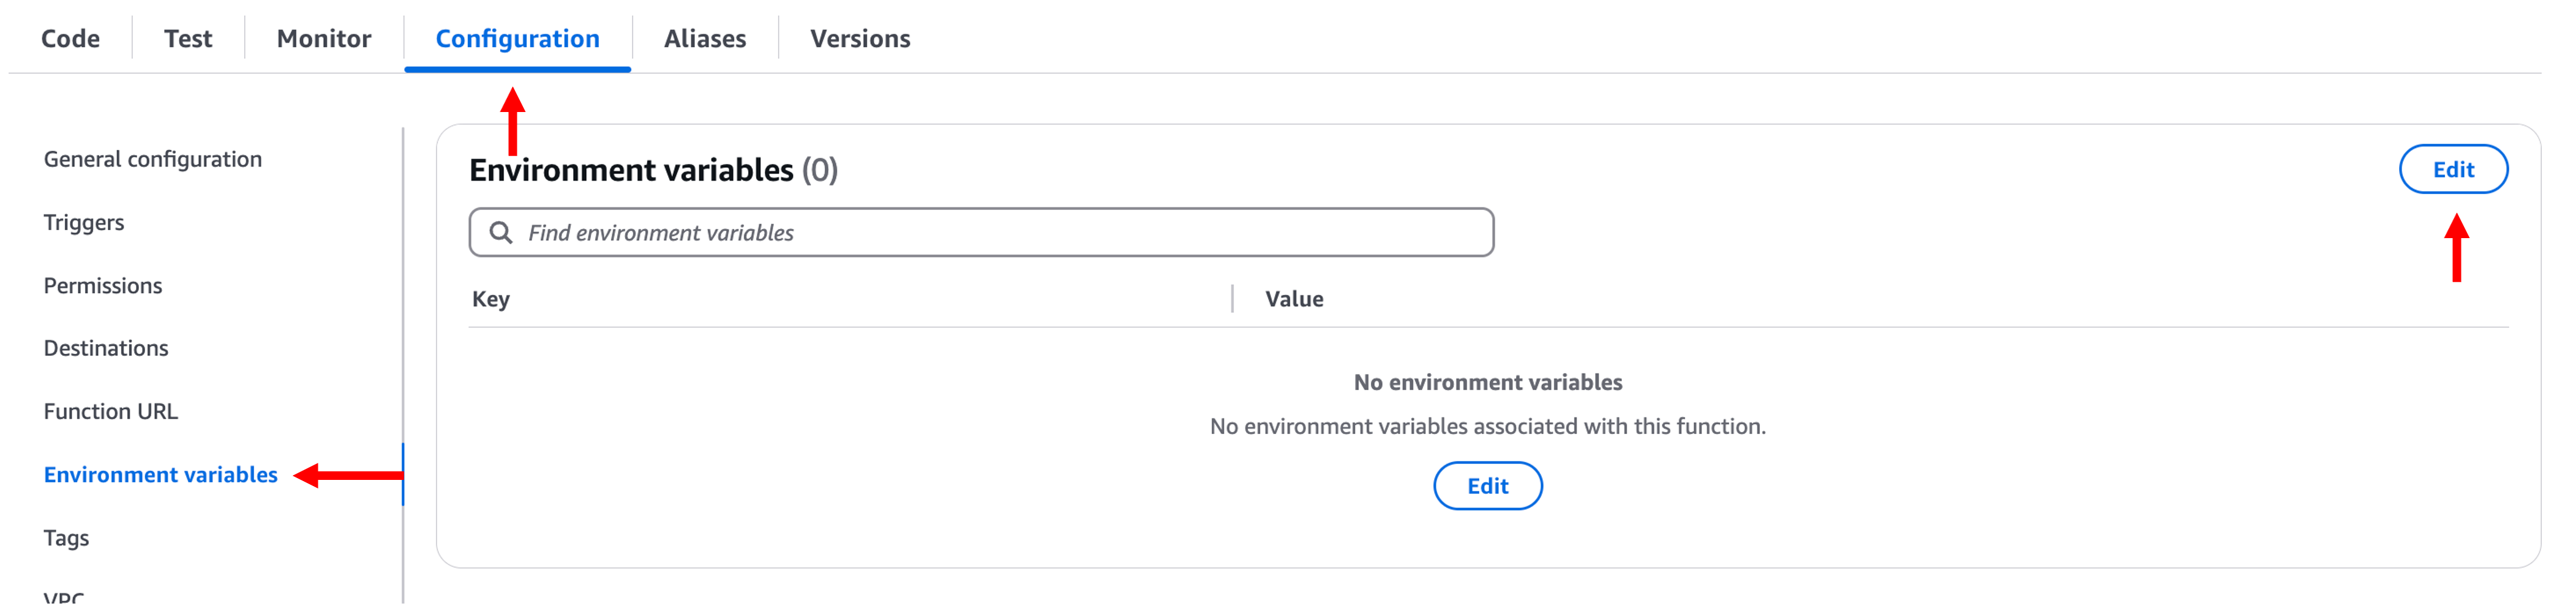 Code Test Monitor Configuration Aliases Versions
General configuration
Triggers
Permissions
Destinations
Function URL
Environment variables
Tags
VPC
Environment variables (0)
Edit
Find environment variables
Key Value
No environment variables
No environment variables associated with this function.
Edit